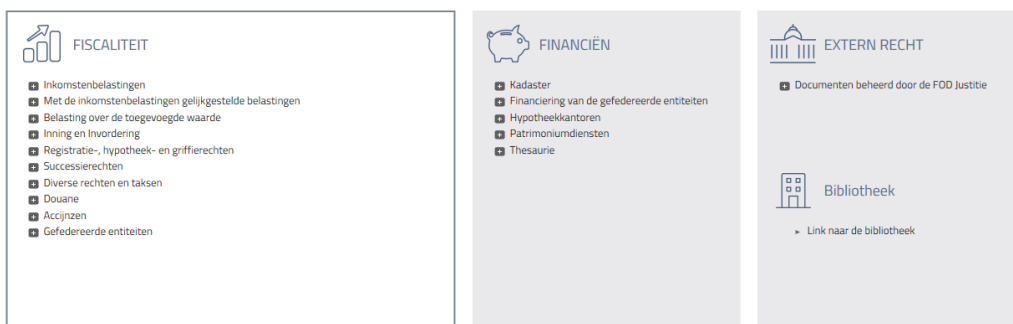 FISCALITEIT
Inkomstenbelastingen
Met de inkomstenbelastingen gelijkgestelde belastingen
Belasting over de toegevoegde waarde
Inning en Invordering
Registratie-, hypotheek- en griffierechten
Successierechten
Diverse rechten en taksen
Douane
Accijnzen
Gefedereerde entiteiten
FINANCIËN
Kadaster
Financiering van de gefedereerde entiteiten
Hypotheekkantoren
Patrimoniumdiensten
Thesaurie
EXTERN RECHT
Documenten beheerd door de FOD Justitie
Bibliotheek
Link naar de bibliotheek